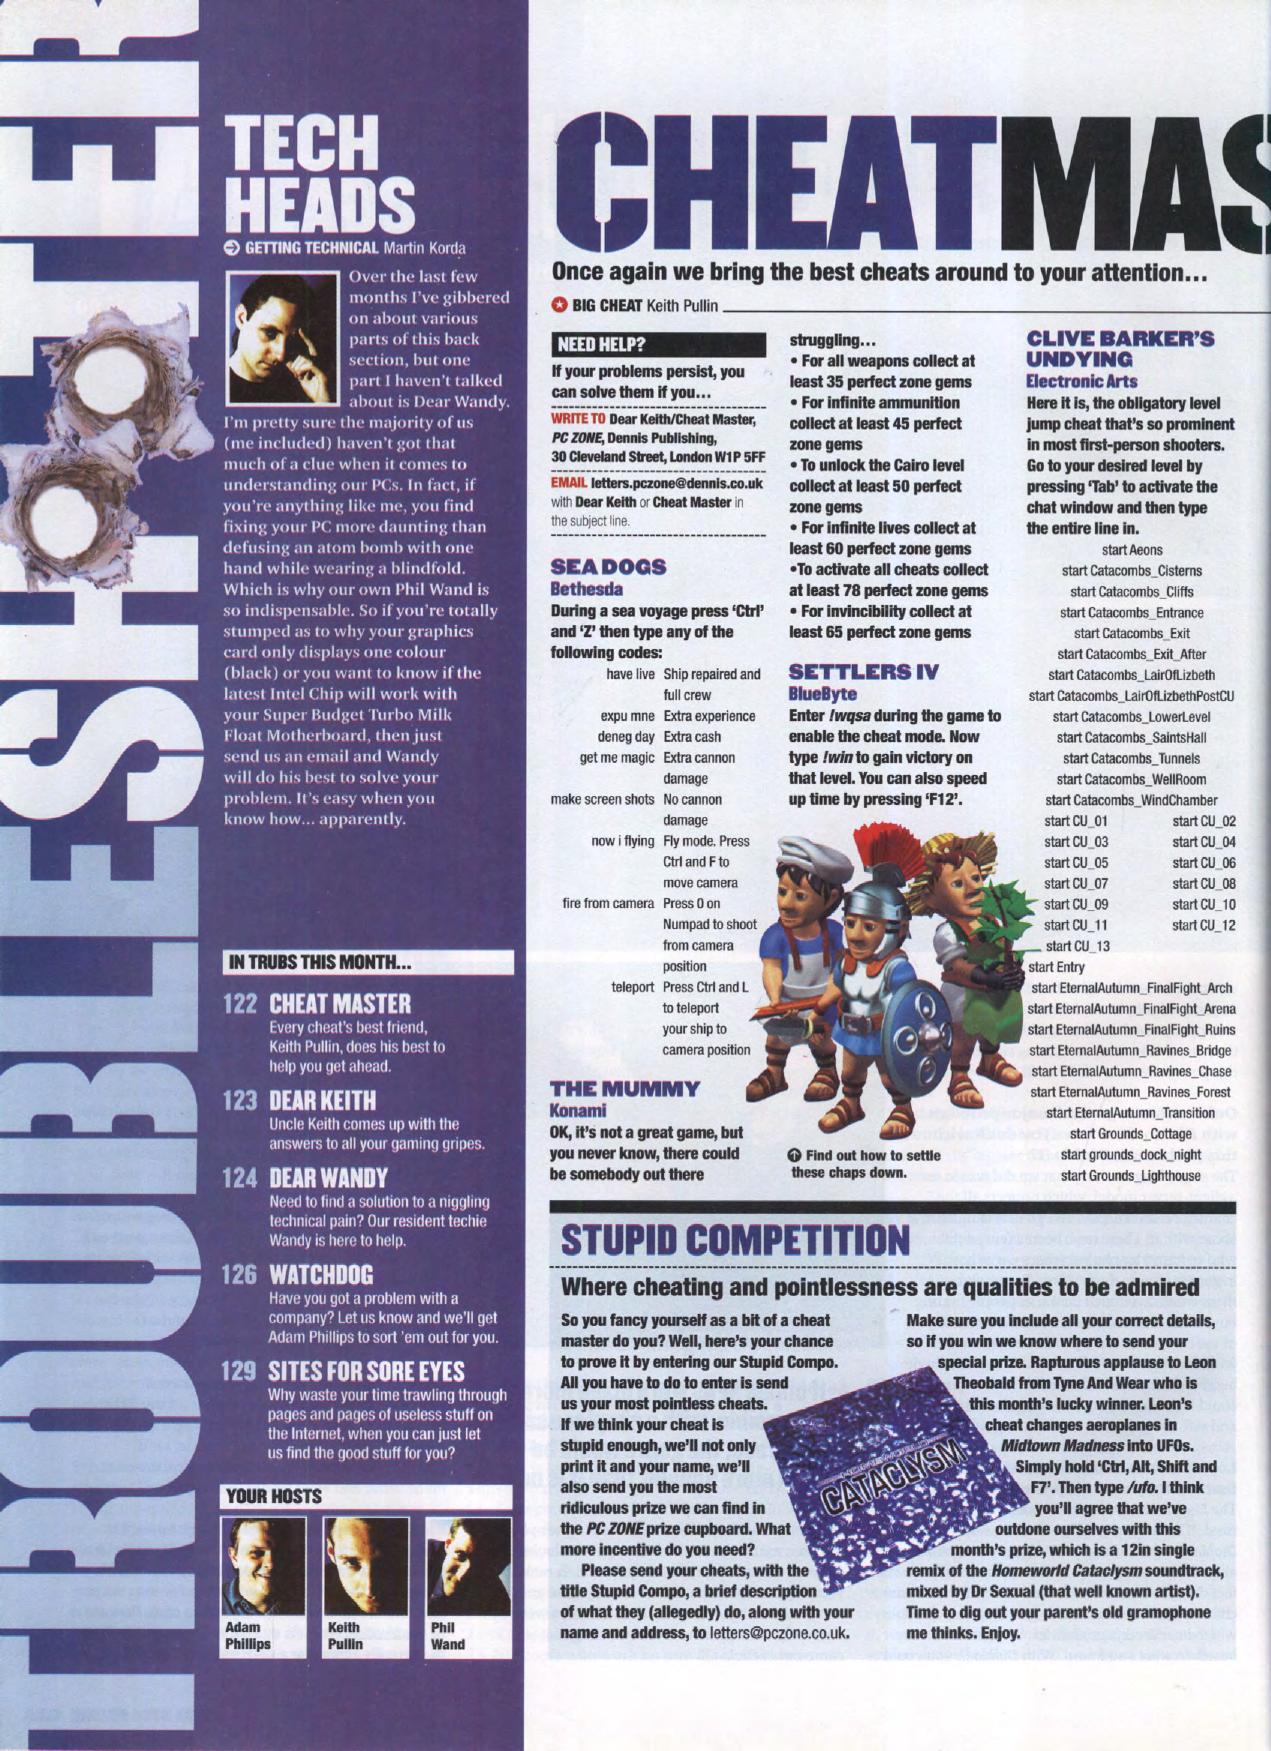 TROUBLESHOOTER
TECH
HEADS
GETTING TECHNICAL Martin Korda
Over the last few
months I've gibbered
on about various
parts of this back
section, but one
part I haven't talked
about is Dear Wandy.
I'm pretty sure the majority of us
(me included) haven't got that
much of a clue when it comes to
understanding our PCs. In fact, if
you're anything like me, you find
fixing your PC more daunting than
defusing an atom bomb with one
hand while wearing a blindfold.
Which is why our own Phil Wand is
so indispensable. So if you're totally
stumped as to why your graphics
card only displays one colour
(black) or you want to know if the
latest Intel Chip will work with
your Super Budget Turbo Milk
Float Motherboard, then just
send us an email and Wandy
will do his best to solve your
problem. It's easy when you
know how... apparently.
IN TRUBS THIS MONTH...
122 CHEAT MASTER
Every cheat's best friend,
Keith Pullin, does his best to
help you get ahead.
123 DEAR KEITH
Uncle Keith comes up with the
answers to all your gaming gripes.
124 DEAR WANDY
Need to find a solution to a niggling
technical pain? Our resident techie
Wandy is here to help.
126 WATCHDOG
Have you got a problem with a
company? Let us know and we'll get
Adam Phillips to sort 'em out for you.
129 SITES FOR SORE EYES
Why waste your time trawling through
pages and pages of useless stuff on
the Internet, when you can just let
us find the good stuff for you?
YOUR HOSTS
Adam
Phillips
Keith
Pullin
Phil
Wand
CHEATMAS
Once again we bring the best cheats around to your attention...
BIG CHEAT Keith Pullin
NEED HELP?
If your problems persist, you
can solve them if you...
WRITE TO Dear Keith/Cheat Master,
PC ZONE, Dennis Publishing,
30 Cleveland Street, London W1P 5FF
EMAIL letters.pczone@dennis.co.uk
with Dear Keith or Cheat Master in
the subject line.
SEA DOGS
Bethesda
During a sea voyage press 'Ctrl'
and 'Z' then type any of the
following codes:
have live Ship repaired and
full crew
expu mne Extra experience
deneg day Extra cash
get me magic Extra cannon
damage
make screen shots No cannon
damage
now i flying Fly mode. Press
Ctrl and F to
move camera
fire from camera Press 0 on
Numpad to shoot
from camera
position
teleport Press Ctrl and L
to teleport
your ship to
camera position
THE MUMMY
Konami
OK, it's not a great game, but
you never know, there could
be somebody out there
struggling...
• For all weapons collect at
least 35 perfect zone gems
• For infinite ammunition
collect at least 45 perfect
zone gems
• To unlock the Cairo level
collect at least 50 perfect
zone gems
• For infinite lives collect at
least 60 perfect zone gems
•To activate all cheats collect
at least 78 perfect zone gems
• For invincibility collect at
least 65 perfect zone gems
SETTLERS IV
BlueByte
Enter !wqsa during the game to
enable the cheat mode. Now
type !win to gain victory on
that level. You can also speed
up time by pressing 'F12'.
Find out how to settle
these chaps down.
CLIVE BARKER'S
UNDYING
Electronic Arts
Here it is, the obligatory level
jump cheat that's so prominent
in most first-person shooters.
Go to your desired level by
pressing 'Tab' to activate the
chat window and then type
the entire line in.
start Aeons
start Catacombs_Cisterns
start Catacombs_Cliffs
start Catacombs_Entrance
start Catacombs_Exit
start Catacombs_Exit_After
start Catacombs_LairOfLizbeth
start Catacombs_LairOfLizbethPostCU
start Catacombs_LowerLevel
start Catacombs_SaintsHall
start Catacombs_Tunnels
start Catacombs_WellRoom
start Catacombs_WindChamber
start CU_01 start CU_02
start CU_03 start CU_04
start CU_05 start CU_06
start CU_07 start CU_08
start CU_09 start CU_10
start CU_11 start CU_12
start CU_13
start Entry
start EternalAutumn_FinalFight_Arch
start EternalAutumn_FinalFight_Arena
start EternalAutumn_FinalFight_Ruins
start EternalAutumn_Ravines_Bridge
start EternalAutumn_Ravines_Chase
start EternalAutumn_Ravines_Forest
start EternalAutumn_Transition
start Grounds_Cottage
start grounds_dock_night
start Grounds_Lighthouse
STUPID COMPETITION
Where cheating and pointlessness are qualities to be admired
So you fancy yourself as a bit of a cheat
master do you? Well, here's your chance
to prove it by entering our Stupid Compo.
All you have to do to enter is send
us your most pointless cheats.
If we think your cheat is
stupid enough, we'll not only
print it and your name, we'll
also send you the most
ridiculous prize we can find in
the PC ZONE prize cupboard. What
more incentive do you need?
Please send your cheats, with the
title Stupid Compo, a brief description
of what they (allegedly) do, along with your
name and address, to letters@pczone.co.uk.
CATACLYSM
Make sure you include all your correct details,
so if you win we know where to send your
special prize. Rapturous applause to Leon
Theobald from Tyne And Wear who is
this month's lucky winner. Leon's
cheat changes aeroplanes in
Midtown Madness into UFOs.
Simply hold 'Ctrl, Alt, Shift and
F7'. Then type /ufo. I think
you'll agree that we've
outdone ourselves with this
month's prize, which is a 12in single
remix of the Homeworld Cataclysm soundtrack,
mixed by Dr Sexual (that well known artist).
Time to dig out your parent's old gramophone
me thinks. Enjoy.